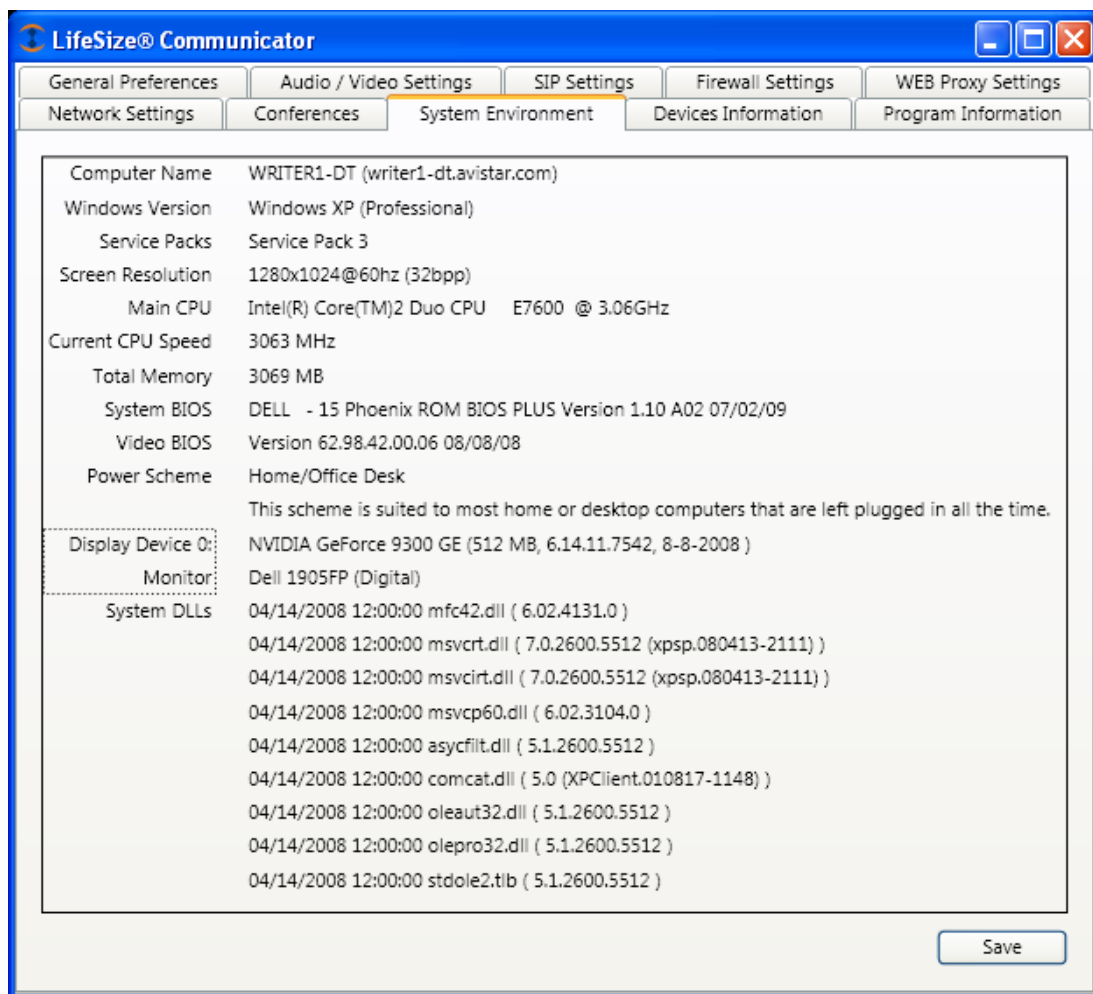 LifeSize® Communicator
General Preferences Audio / Video Settings SIP Settings Firewall Settings WEB Proxy Settings
Network Settings Conferences System Environment Devices Information Program Information
Computer Name WRITER1-DT (writer1-dt.avistar.com)
Windows Version Windows XP (Professional)
Service Packs Service Pack 3
Screen Resolution 1280x1024@60hz (32bpp)
Main CPU Intel(R) Core(TM)2 Duo CPU E7600 @ 3.06GHz
Current CPU Speed 3063 MHz
Total Memory 3069 MB
System BIOS DELL - 15 Phoenix ROM BIOS PLUS Version 1.10 A02 07/02/09
Video BIOS Version 62.98.42.00.06 08/08/08
Power Scheme Home/Office Desk
This scheme is suited to most home or desktop computers that are left plugged in all the time.
Display Device 0: NVIDIA GeForce 9300 GE (512 MB, 6.14.11.7542, 8-8-2008 )
Monitor Dell 1905FP (Digital)
System DLLs 04/14/2008 12:00:00 mfc42.dll ( 6.02.4131.0 )
04/14/2008 12:00:00 msvcrt.dll ( 7.0.2600.5512 (xpsp.080413-2111) )
04/14/2008 12:00:00 msvcirt.dll ( 7.0.2600.5512 (xpsp.080413-2111) )
04/14/2008 12:00:00 msvcp60.dll ( 6.02.3104.0 )
04/14/2008 12:00:00 asycfilt.dll ( 5.1.2600.5512 )
04/14/2008 12:00:00 comcat.dll ( 5.0 (XPClient.010817-1148) )
04/14/2008 12:00:00 oleaut32.dll ( 5.1.2600.5512 )
04/14/2008 12:00:00 olepro32.dll ( 5.1.2600.5512 )
04/14/2008 12:00:00 stdole2.tlb ( 5.1.2600.5512 )
Save